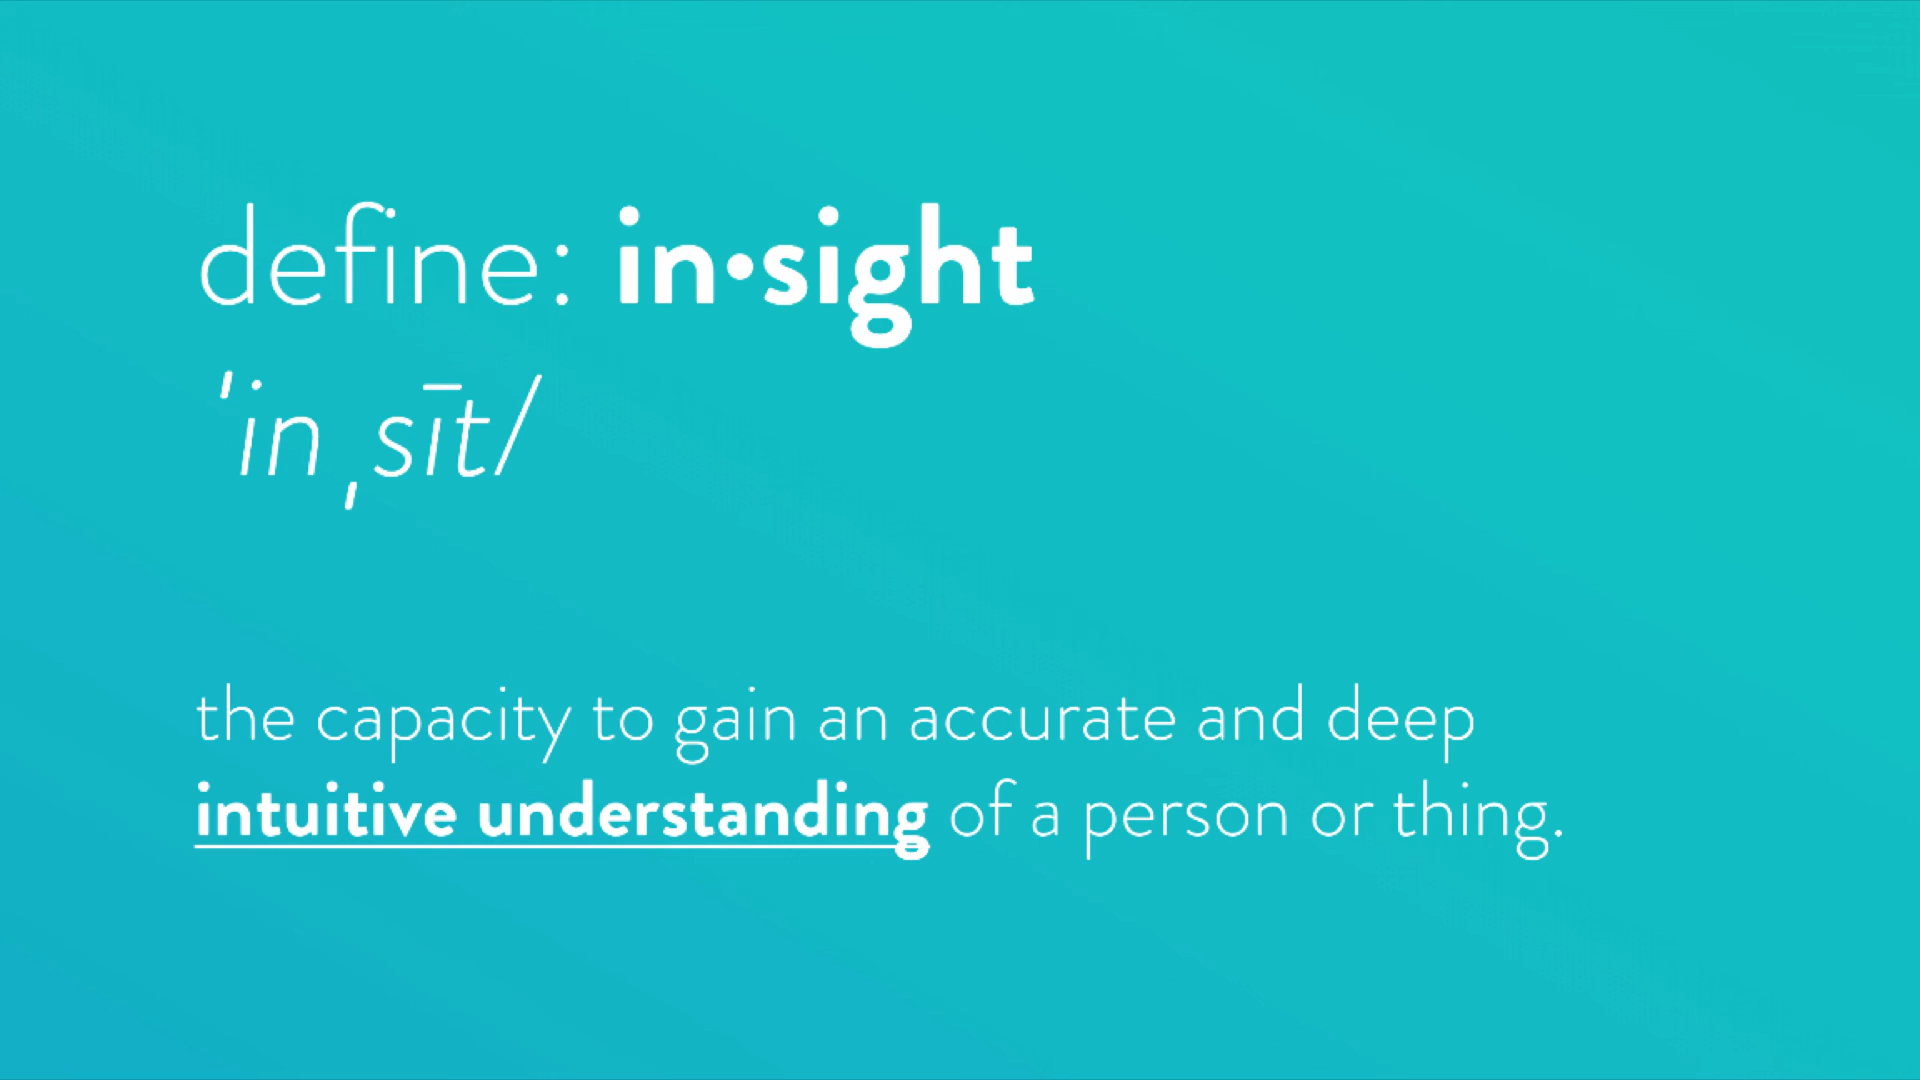 define: in•sight
ˈinˌsīt/
the capacity to gain an accurate and deep
intuitive understanding of a person or thing.